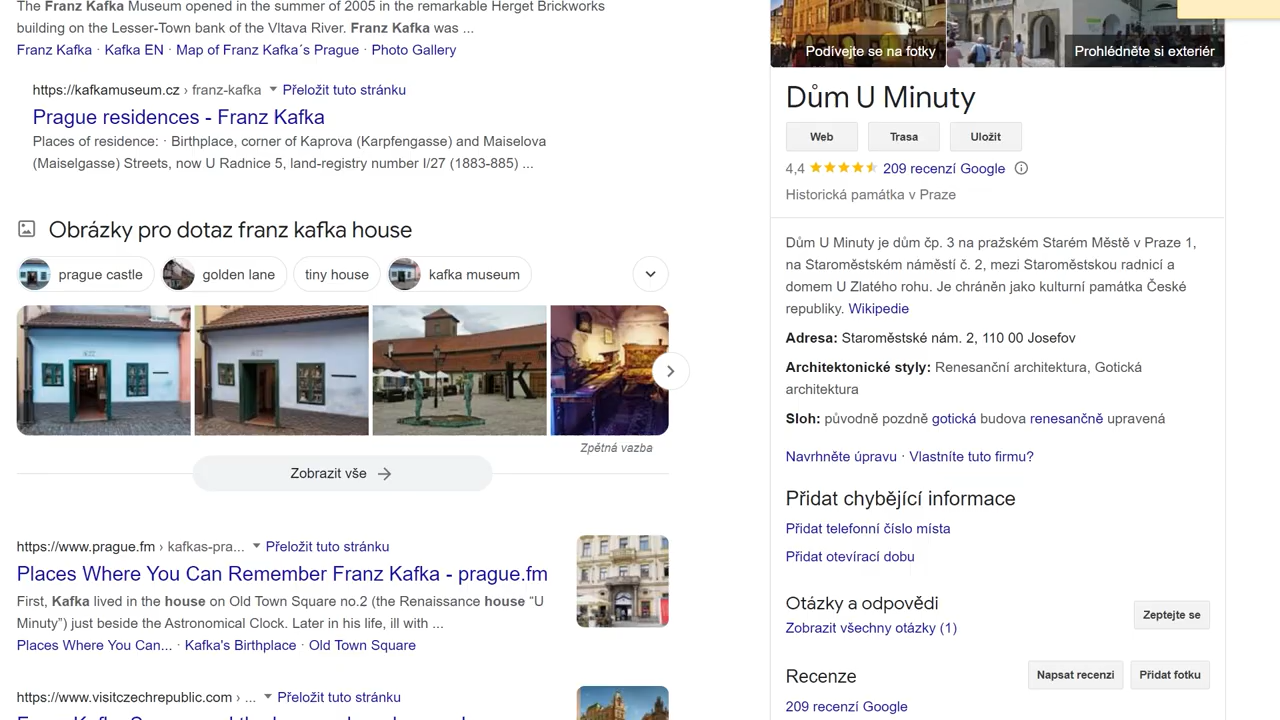 The Franz Kafka Museum opened in the summer of 2005 in the remarkable Herget Brickworks
building on the Lesser-Town bank of the Vltava River. Franz Kafka was ...
Franz Kafka · Kafka EN · Map of Franz Kafka´s Prague · Photo Gallery
https://kafkamuseum.cz › franz-kafka Přeložit tuto stránku
Prague residences - Franz Kafka
Places of residence: · Birthplace, corner of Kaprova (Karpfengasse) and Maiselova
(Maiselgasse) Streets, now U Radnice 5, land-registry number I/27 (1883-885) ...
Obrázky pro dotaz franz kafka house
prague castle
golden lane
tiny house
kafka museum
Zpětná vazba
Zobrazit vše
https://www.prague.fm › kafkas-pra... Přeložit tuto stránku
Places Where You Can Remember Franz Kafka - prague.fm
First, Kafka lived in the house on Old Town Square no.2 (the Renaissance house “U
Minuty”) just beside the Astronomical Clock. Later in his life, ill with ...
Places Where You Can... · Kafka's Birthplace · Old Town Square
https://www.visitczechrepublic.com › ... Přeložit tuto stránku
Podívejte se na fotky
Prohlédněte si exteriér
Dům U Minuty
Web
Trasa
Uložit
4,4 209 recenzí Google
Historická památka v Praze
Dům U Minuty je dům čp. 3 na pražském Starém Městě v Praze 1,
na Staroměstském náměstí č. 2, mezi Staroměstskou radnicí a
domem U Zlatého rohu. Je chráněn jako kulturní památka České
republiky. Wikipedie
Adresa: Staroměstské nám. 2, 110 00 Josefov
Architektonické styly: Renesanční architektura, Gotická
architektura
Sloh: původně pozdně gotická budova renesančně upravená
Navrhněte úpravu · Vlastníte tuto firmu?
Přidat chybějící informace
Přidat telefonní číslo místa
Přidat otevírací dobu
Otázky a odpovědi
Zobrazit všechny otázky (1)
Zeptejte se
Recenze
Napsat recenzi
Přidat fotku
209 recenzí Google